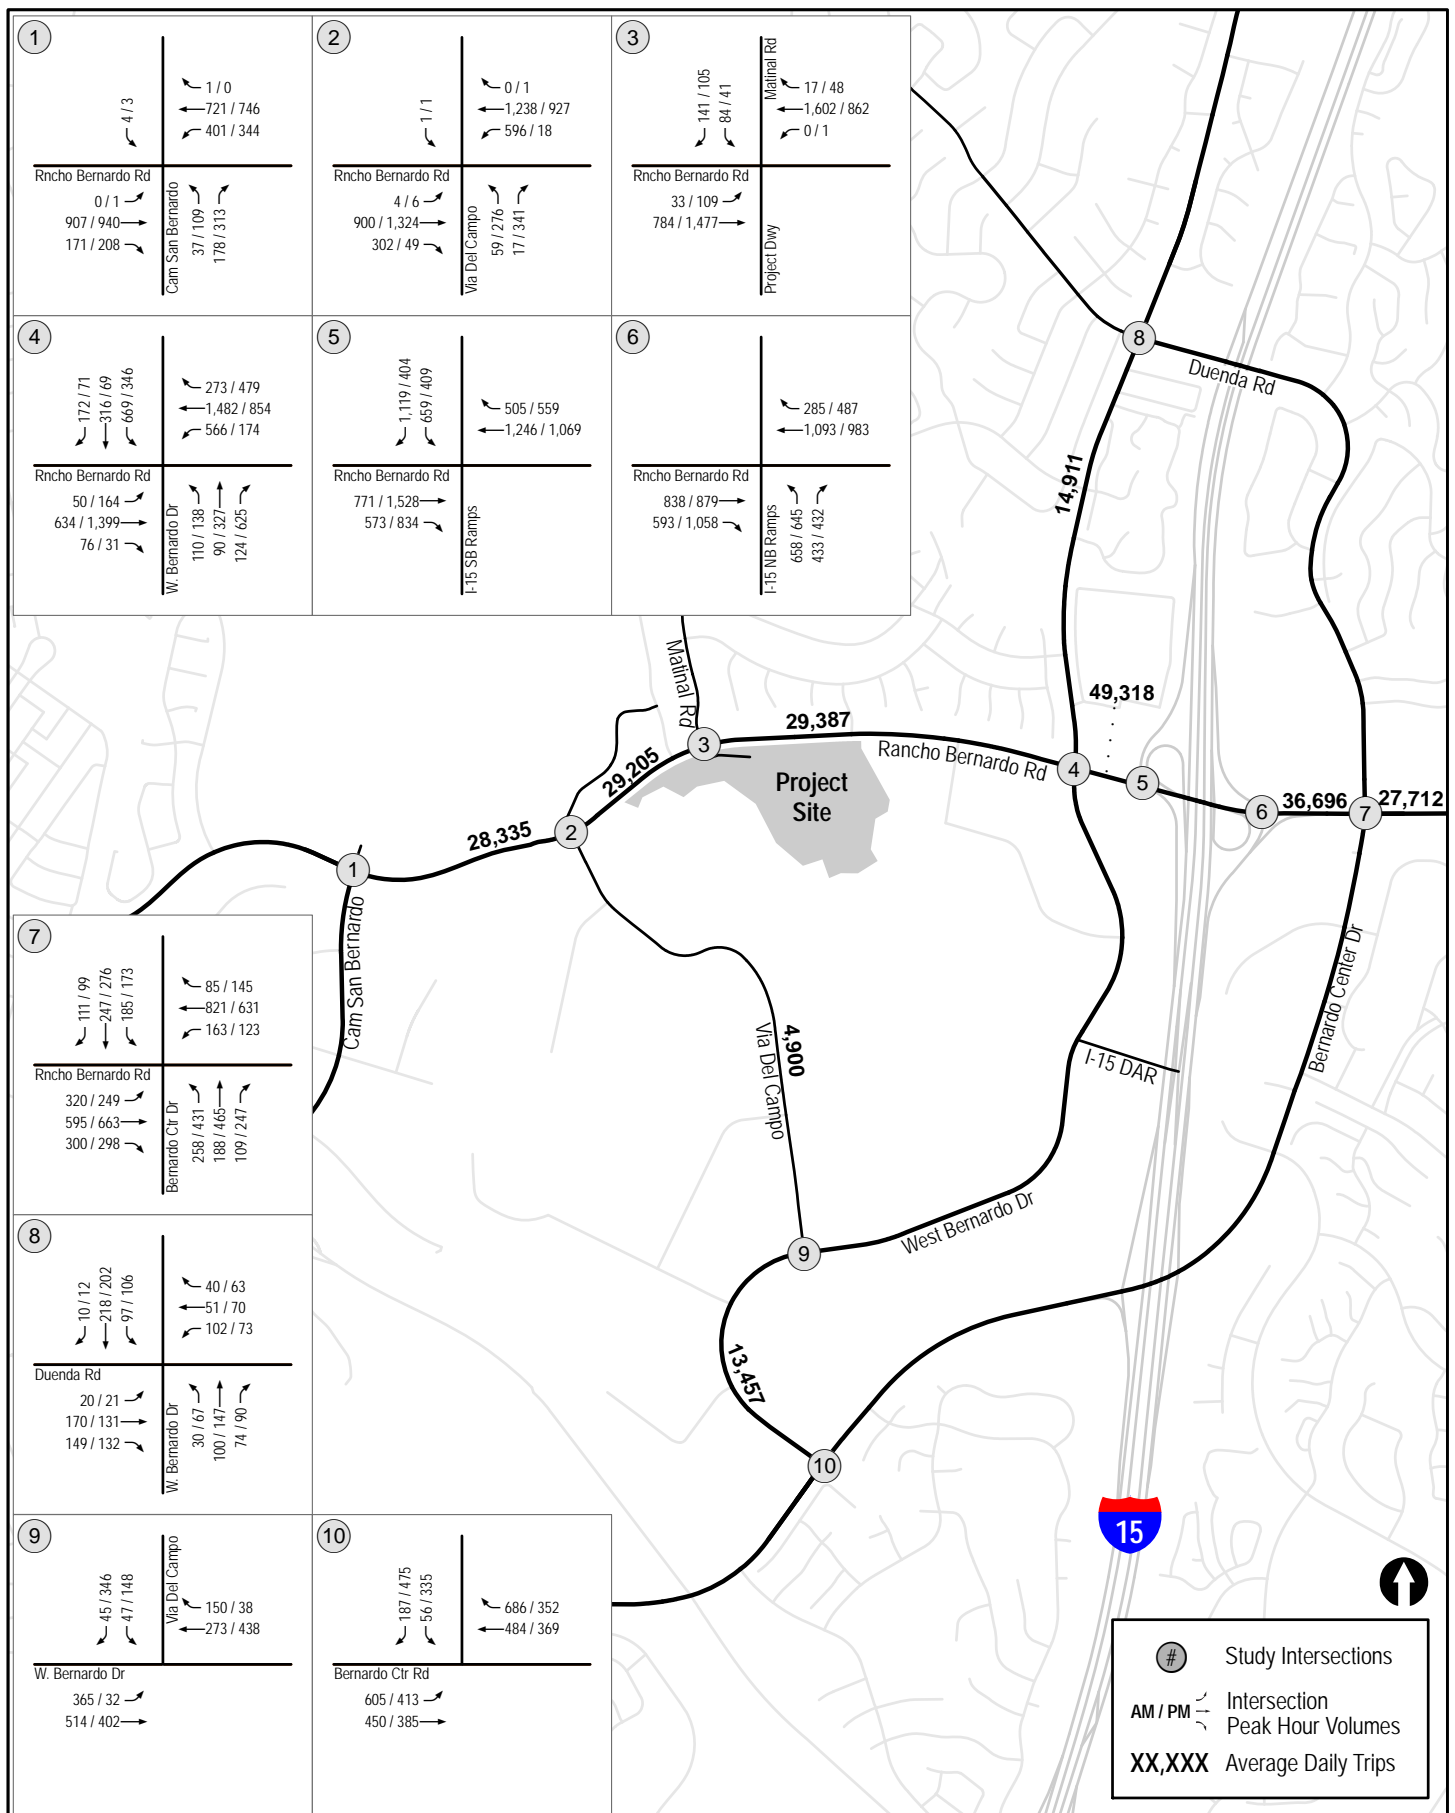 1
4 / 3
1 / 0
721 / 746
401 / 344
Rncho Bernardo Rd
0 / 1
907 / 940
171 / 208
Cam San Bernardo
37 / 109
178 / 313
2
1 / 1
0 / 1
1,238 / 927
596 / 18
Rncho Bernardo Rd
4 / 6
900 / 1,324
302 / 49
Via Del Campo
59 / 276
17 / 341
3
141 / 105
84 / 41
Matinal Rd
17 / 48
1,602 / 862
0 / 1
Rncho Bernardo Rd
33 / 109
784 / 1,477
Project Dwy
4
172 / 71
316 / 69
669 / 346
273 / 479
1,482 / 854
566 / 174
Rncho Bernardo Rd
50 / 164
634 / 1,399
76 / 31
W. Bernardo Dr
110 / 138
90 / 327
124 / 625
5
1,119 / 404
659 / 409
505 / 559
1,246 / 1,069
Rncho Bernardo Rd
771 / 1,528
573 / 834
I-15 SB Ramps
6
285 / 487
1,093 / 983
Rncho Bernardo Rd
838 / 879
593 / 1,058
I-15 NB Ramps
658 / 645
433 / 432
8
Duenda Rd
14,911
Matinal Rd
49,318
3
29,387
Rancho Bernardo Rd
4
5
6
36,696
7
27,712
29,205
Project
Site
2
28,335
1
Cam San Bernardo
4,900
Via Del Campo
I-15 DAR
Bernardo Center Dr
West Bernardo Dr
9
13,457
10
15
7
111 / 99
247 / 276
185 / 173
85 / 145
821 / 631
163 / 123
Rncho Bernardo Rd
320 / 249
595 / 663
300 / 298
Bernardo Ctr Dr
258 / 431
188 / 465
109 / 247
8
10 / 12
218 / 202
97 / 106
40 / 63
51 / 70
102 / 73
Duenda Rd
20 / 21
170 / 131
149 / 132
W. Bernardo Dr
30 / 67
100 / 147
74 / 90
9
45 / 346
47 / 148
Via Del Campo
150 / 38
273 / 438
W. Bernardo Dr
365 / 32
514 / 402
10
187 / 475
56 / 335
686 / 352
484 / 369
Bernardo Ctr Rd
605 / 413
450 / 385
# Study Intersections
AM / PM Intersection
Peak Hour Volumes
XX,XXX Average Daily Trips